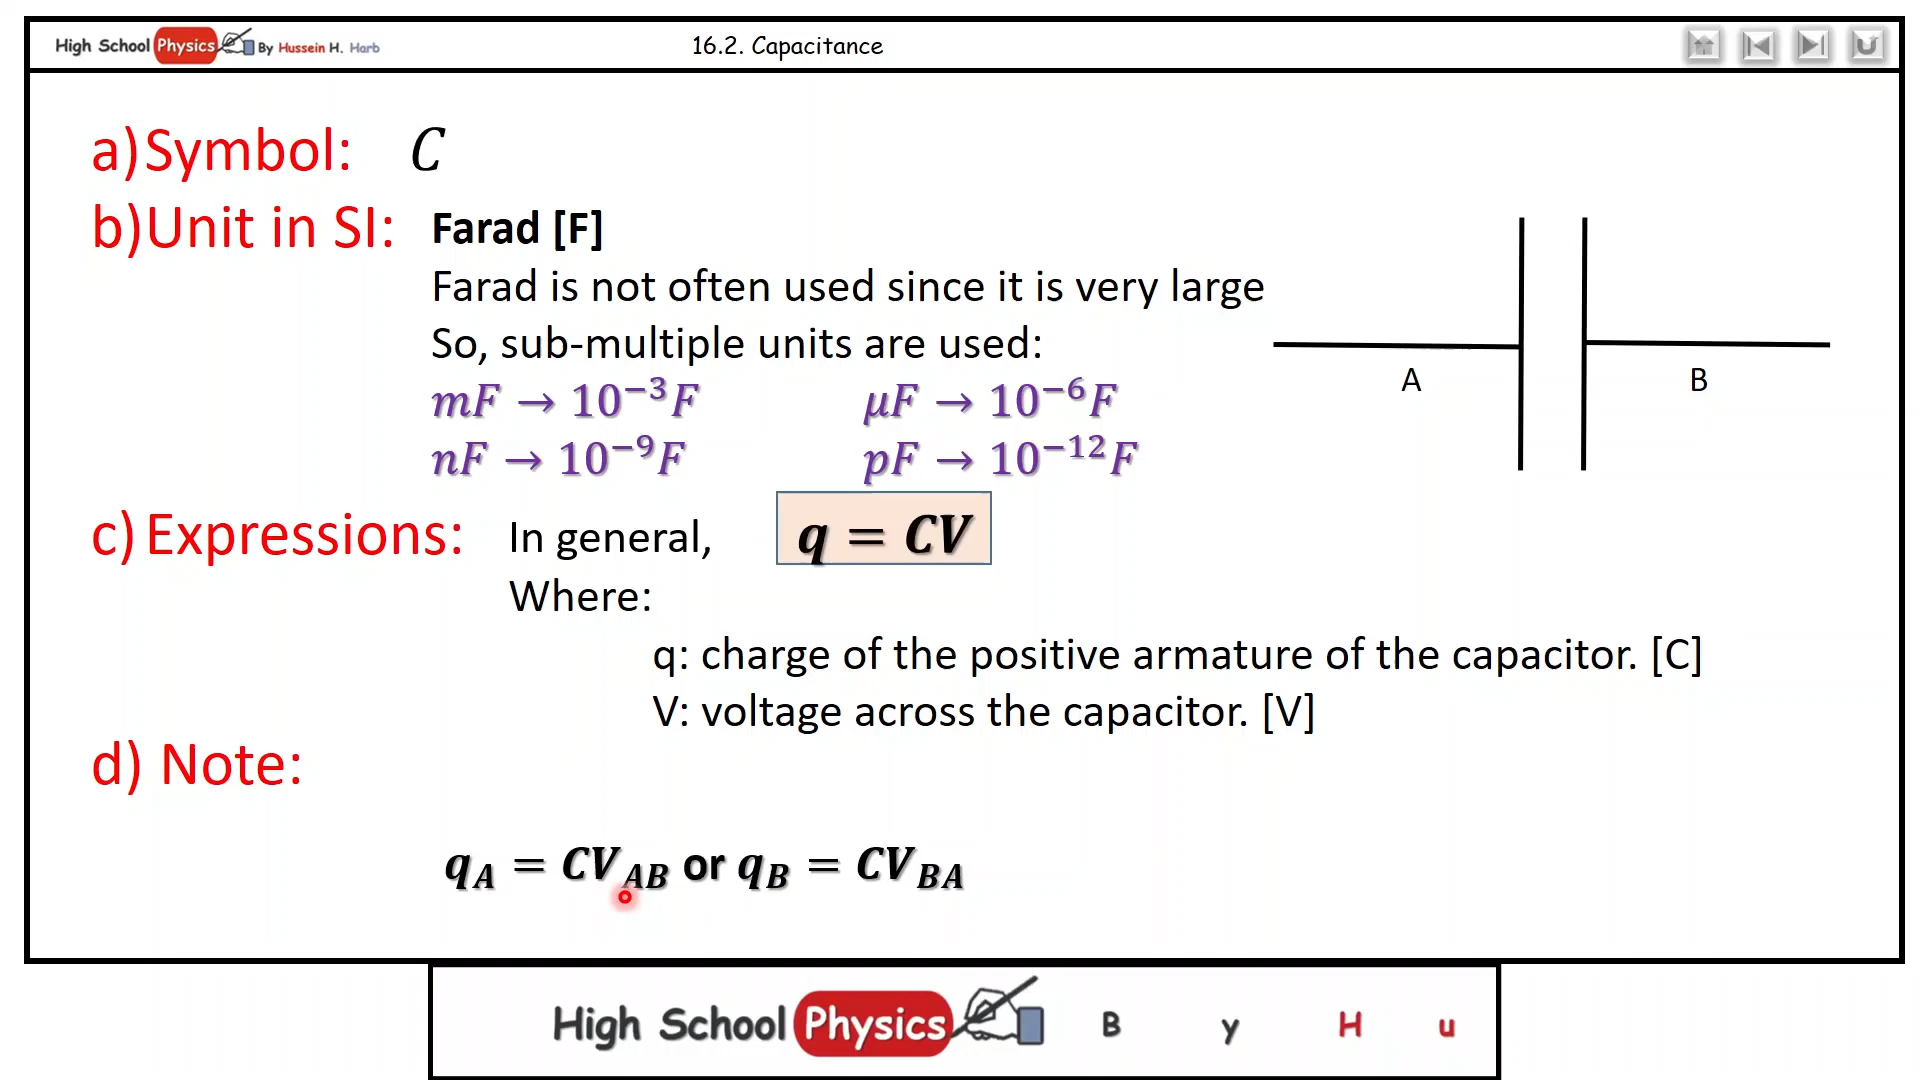 High School Physics By Hussein H. Harb
16.2. Capacitance
a) Symbol: C
b) Unit in SI: Farad [F]
Farad is not often used since it is very large
So, sub-multiple units are used:
mF → 10⁻³F μF → 10⁻⁶F
nF → 10⁻⁹F pF → 10⁻¹²F
A B
c) Expressions: In general, q = CV
Where:
q: charge of the positive armature of the capacitor. [C]
V: voltage across the capacitor. [V]
d) Note:
q_A = CV_AB or q_B = CV_BA
High School Physics B y H u